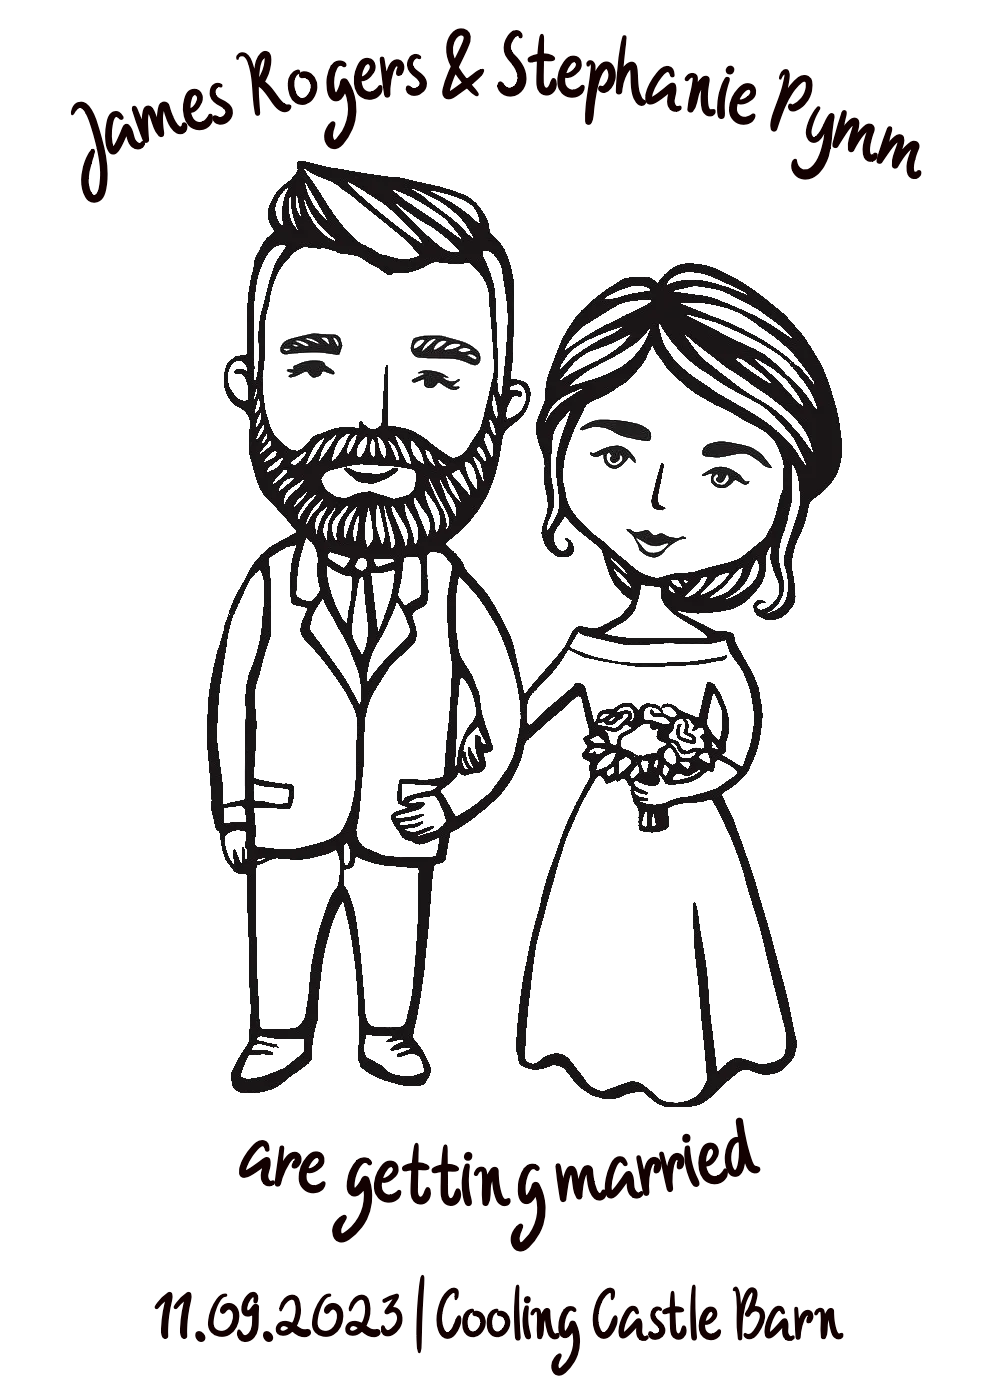 James Rogers & Stephanie Pymm
are getting married
11.09.2023 | Cooling Castle Barn